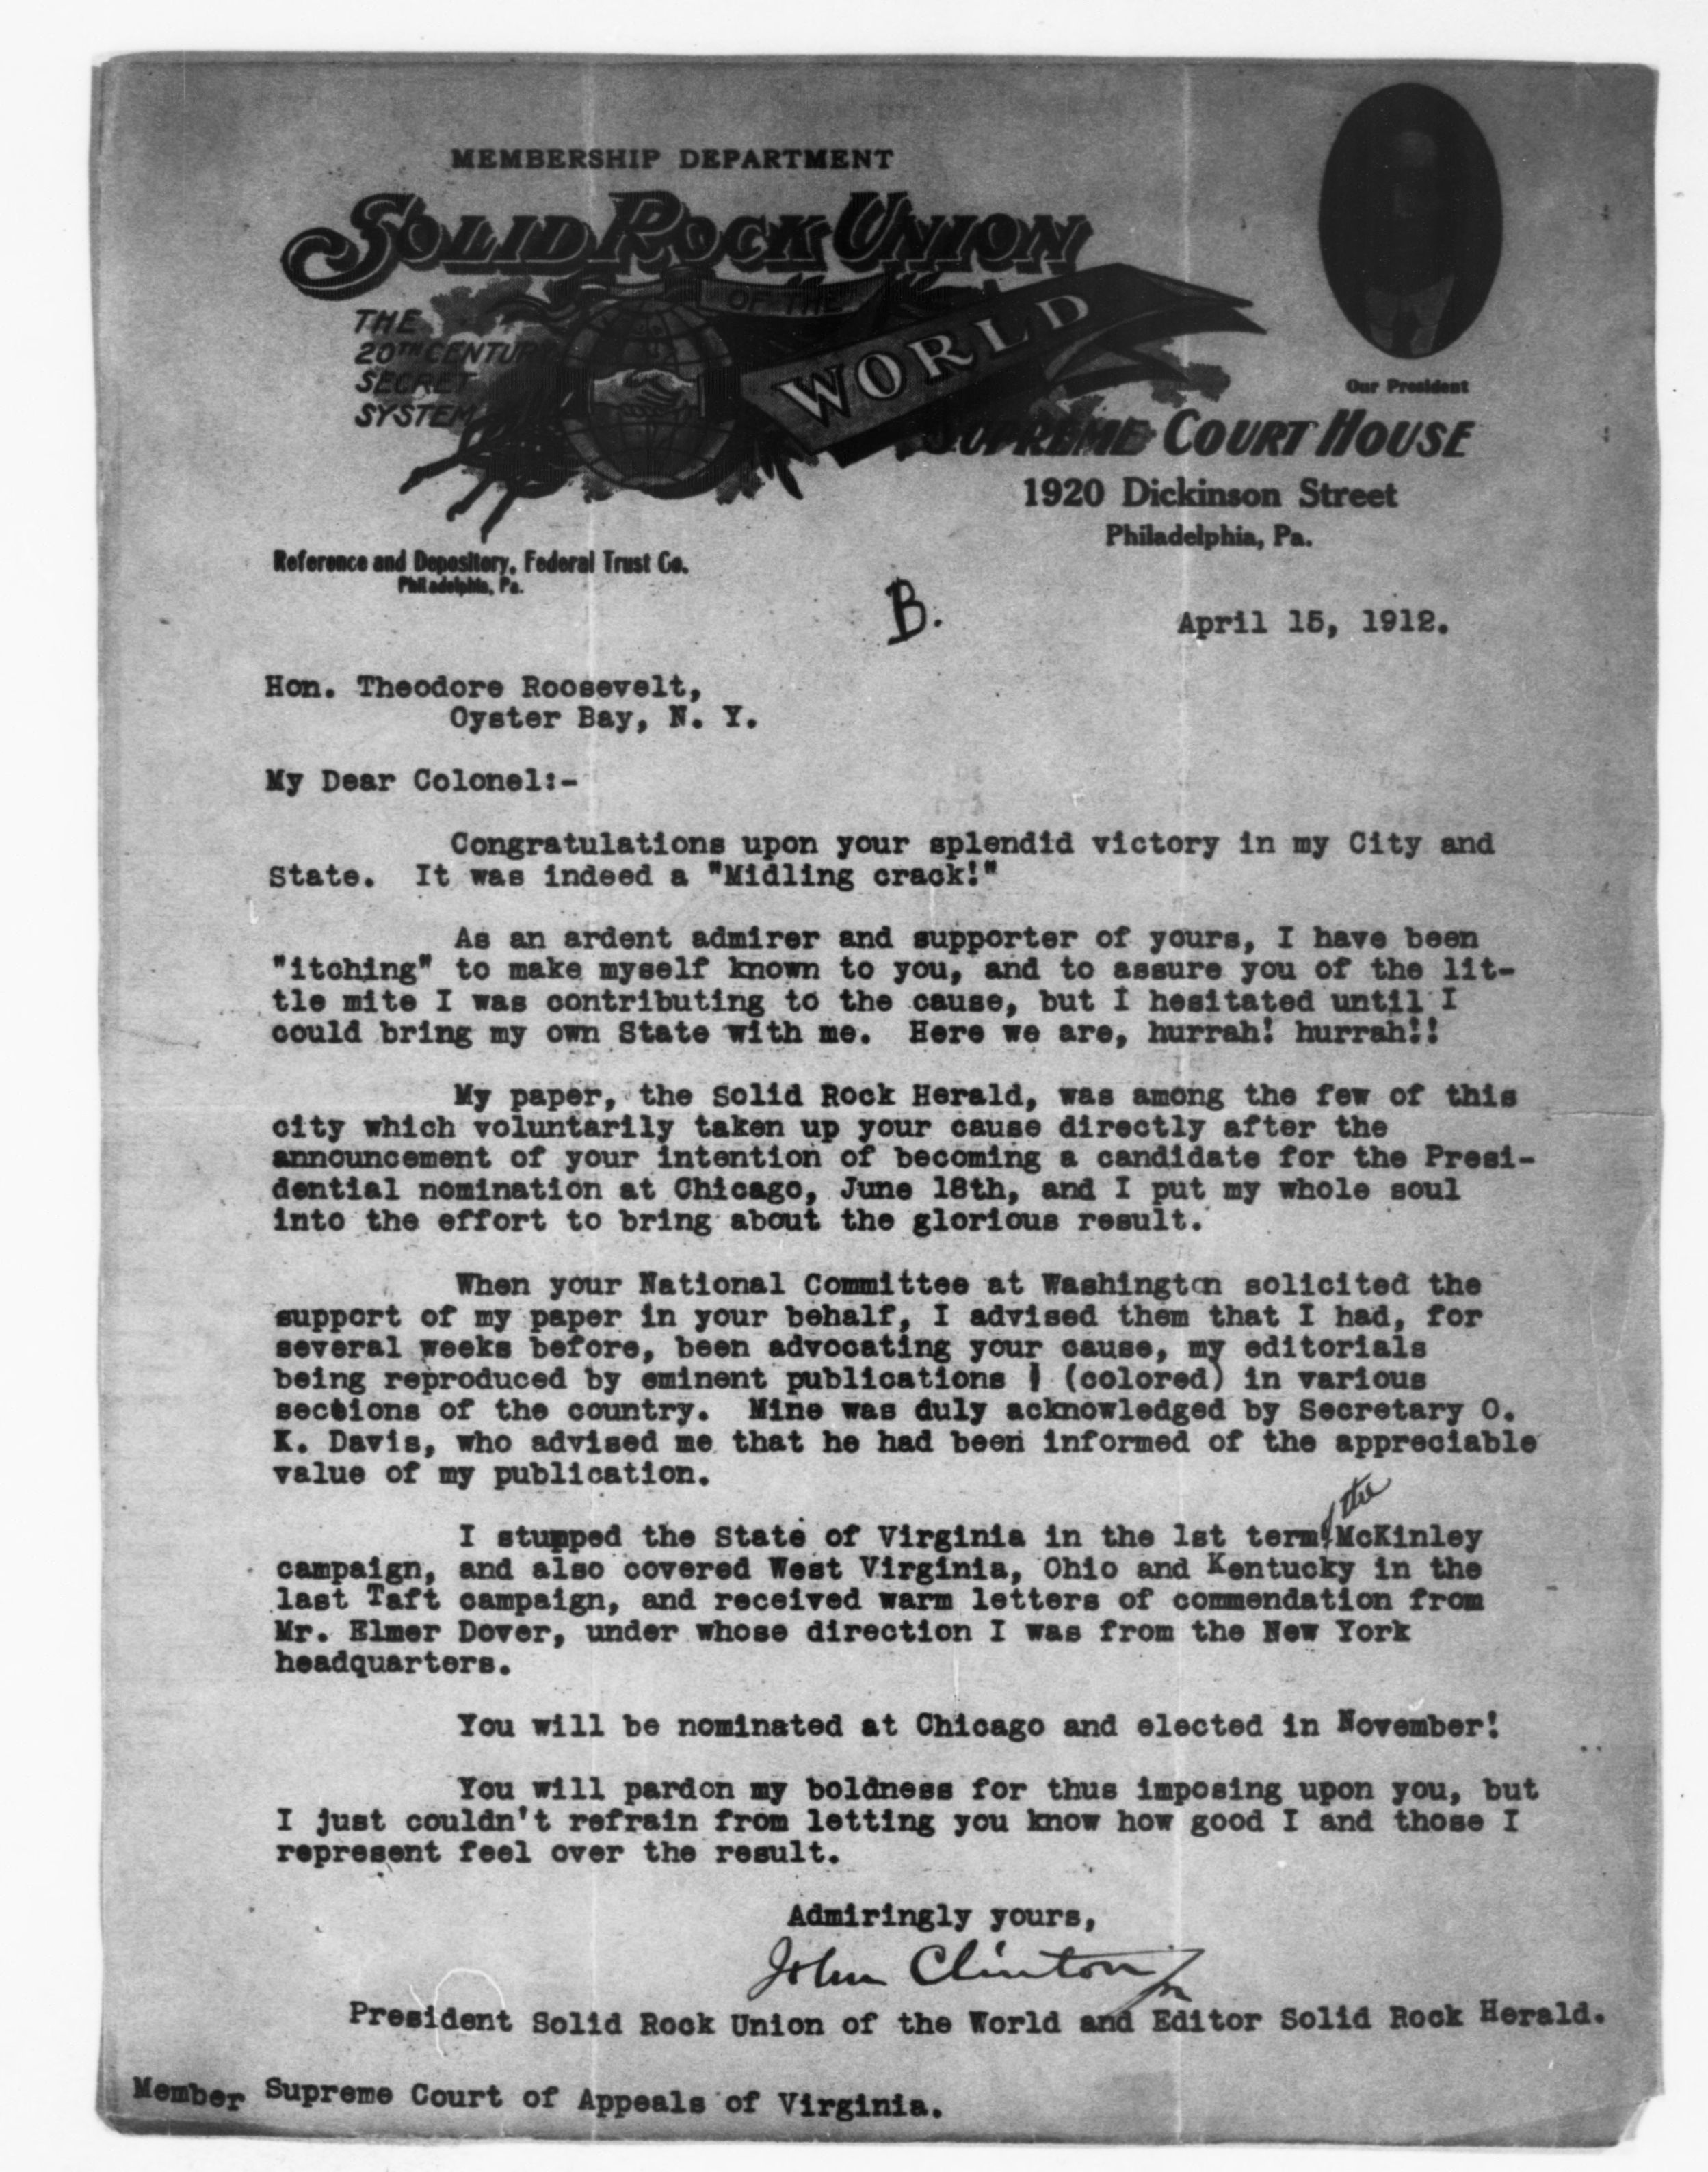 MEMBERSHIP DEPARTMENT
SOLID ROCK UNION
OF THE
WORLD
THE
20TH CENTURY
SECRET
SYSTEM
Our President
SUPREME COURT HOUSE
1920 Dickinson Street
Philadelphia, Pa.
Reference and Depository, Federal Trust Co.
Philadelphia, Pa.
B.
April 15, 1912.
Hon. Theodore Roosevelt,
Oyster Bay, N. Y.
My Dear Colonel:-
Congratulations upon your splendid victory in my City and
State. It was indeed a "Midling crack!"
As an ardent admirer and supporter of yours, I have been
"itching" to make myself known to you, and to assure you of the lit-
tle mite I was contributing to the cause, but I hesitated until I
could bring my own State with me. Here we are, hurrah! hurrah!!
My paper, the Solid Rock Herald, was among the few of this
city which voluntarily taken up your cause directly after the
announcement of your intention of becoming a candidate for the Presi-
dential nomination at Chicago, June 18th, and I put my whole soul
into the effort to bring about the glorious result.
When your National Committee at Washington solicited the
support of my paper in your behalf, I advised them that I had, for
several weeks before, been advocating your cause, my editorials
being reproduced by eminent publications (colored) in various
sections of the country. Mine was duly acknowledged by Secretary O.
K. Davis, who advised me that he had been informed of the appreciable
value of my publication.
the
I stumped the State of Virginia in the 1st term McKinley
campaign, and also covered West Virginia, Ohio and Kentucky in the
last Taft campaign, and received warm letters of commendation from
Mr. Elmer Dover, under whose direction I was from the New York
headquarters.
You will be nominated at Chicago and elected in November!
You will pardon my boldness for thus imposing upon you, but
I just couldn't refrain from letting you know how good I and those I
represent feel over the result.
Admiringly yours,
John Clinton Jr
President Solid Rock Union of the World and Editor Solid Rock Herald.
Member Supreme Court of Appeals of Virginia.